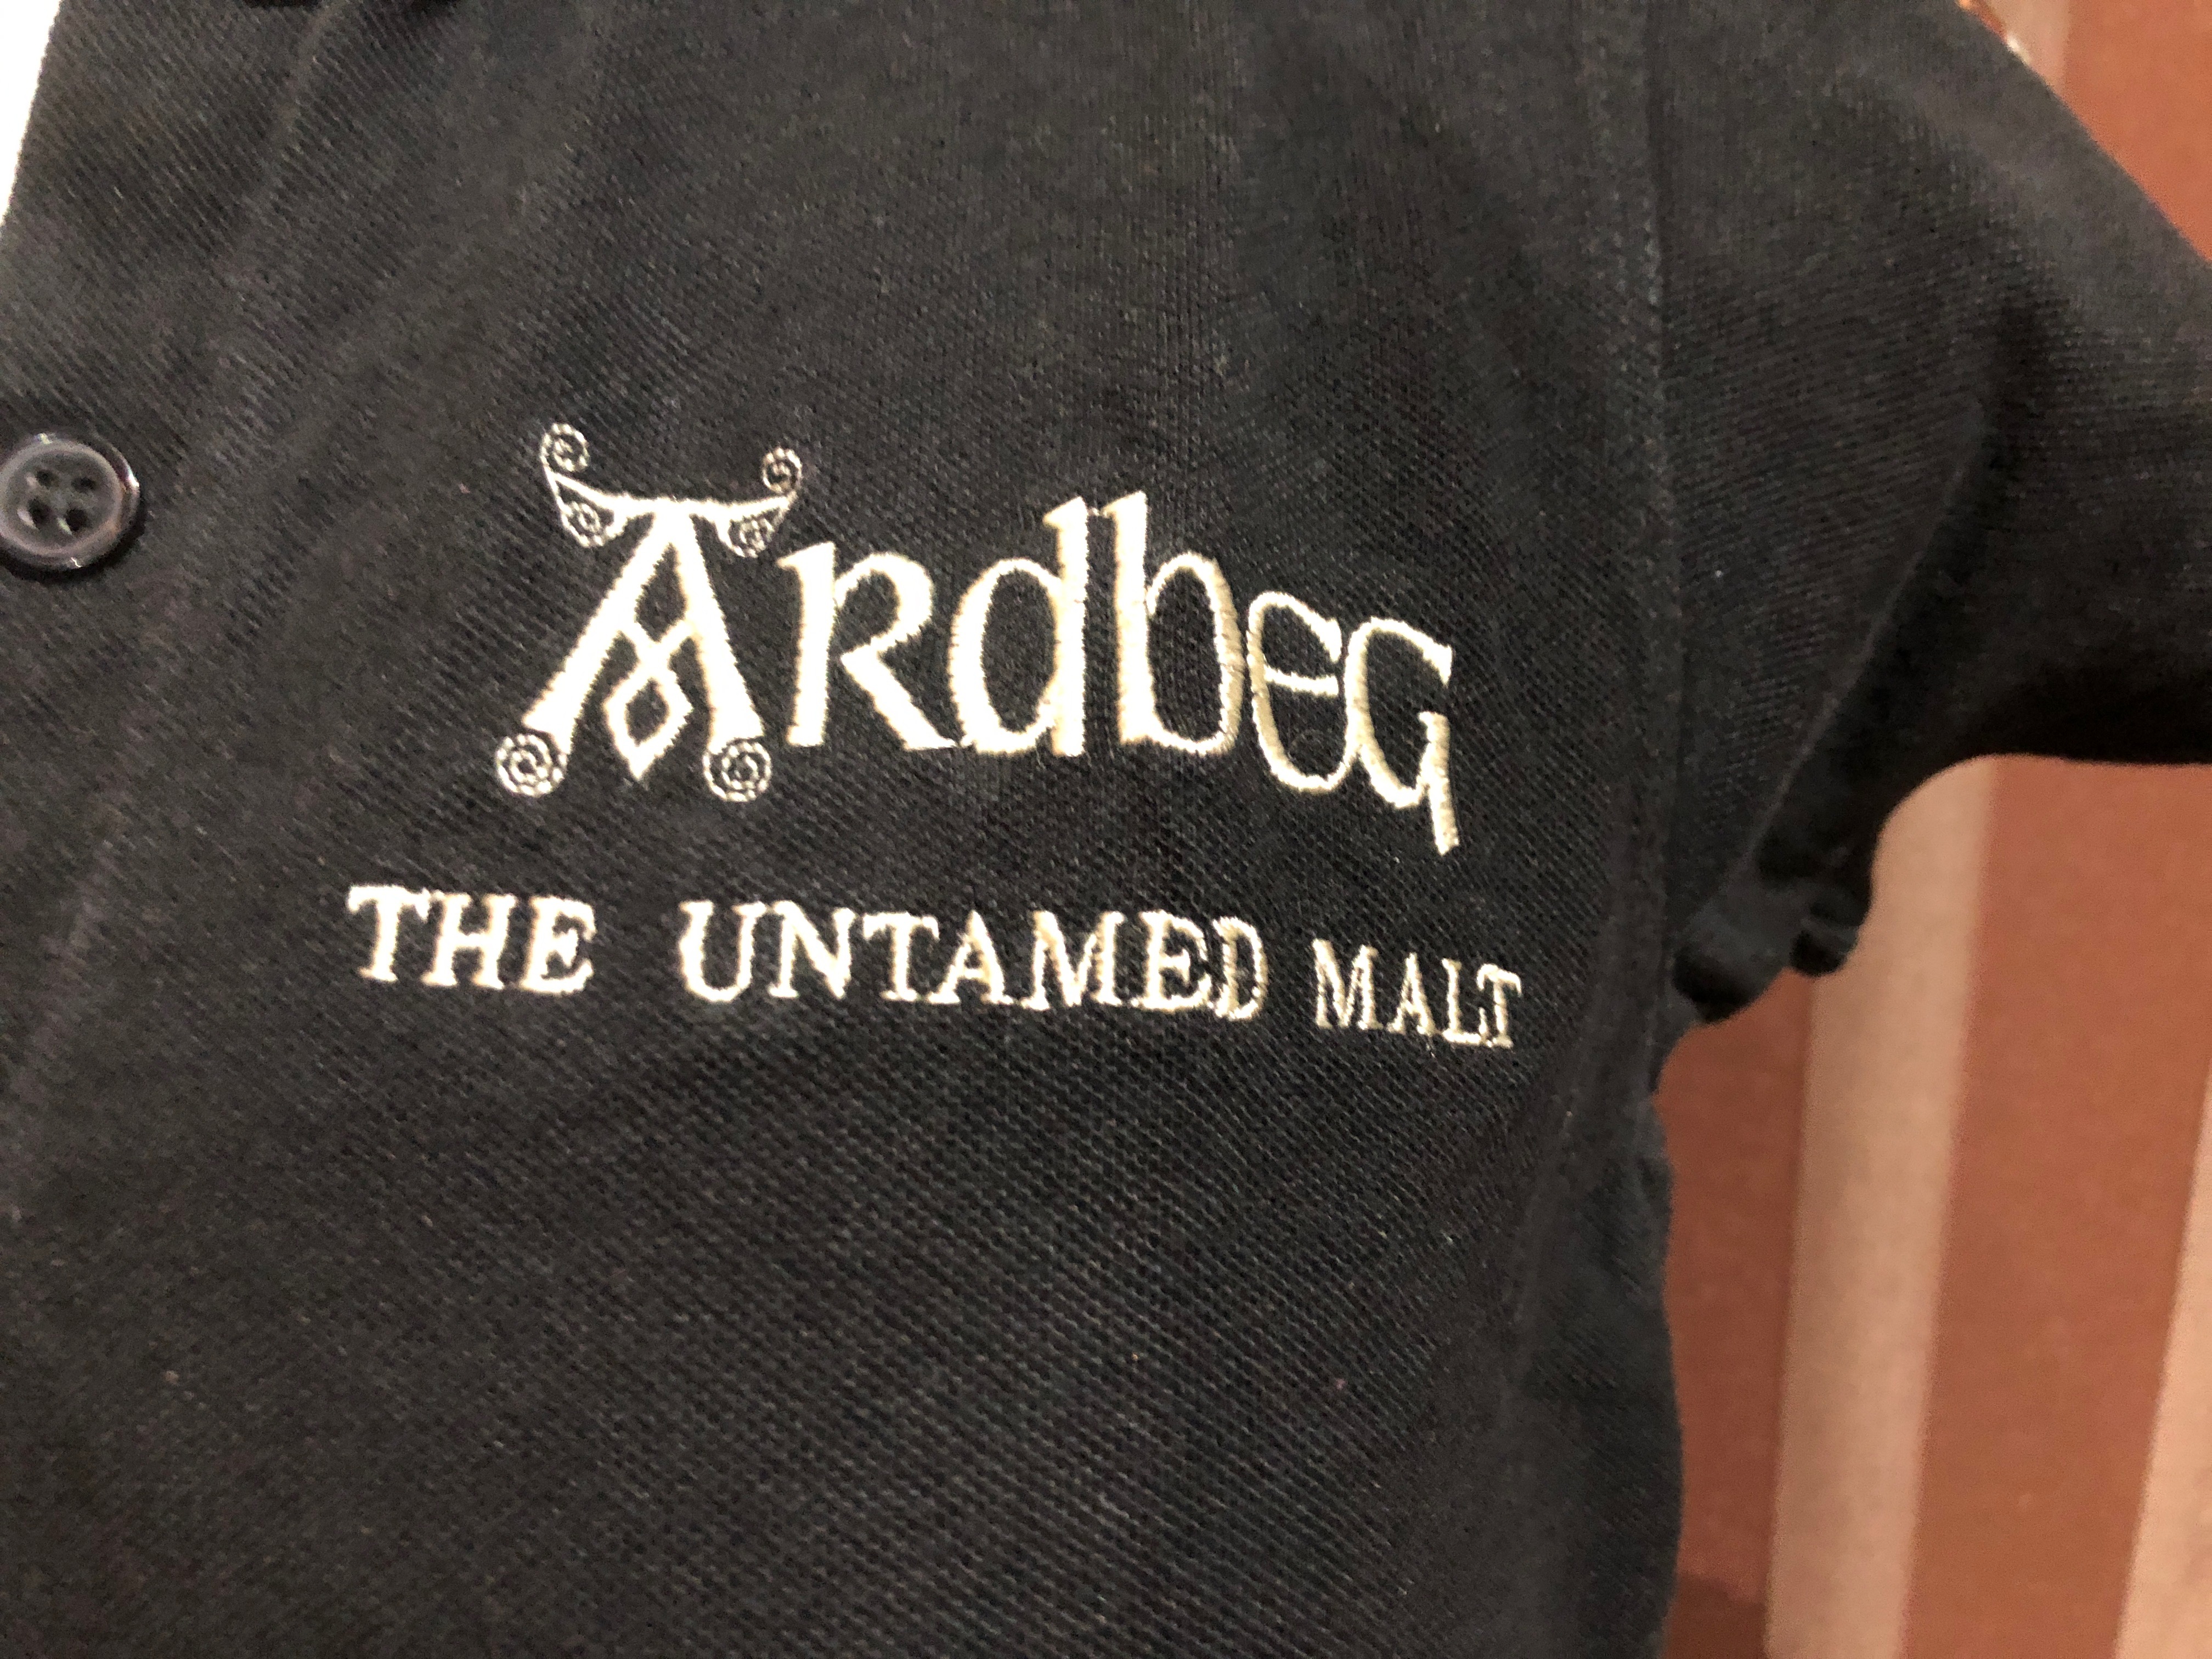 Ardbeg
THE UNTAMED MALT